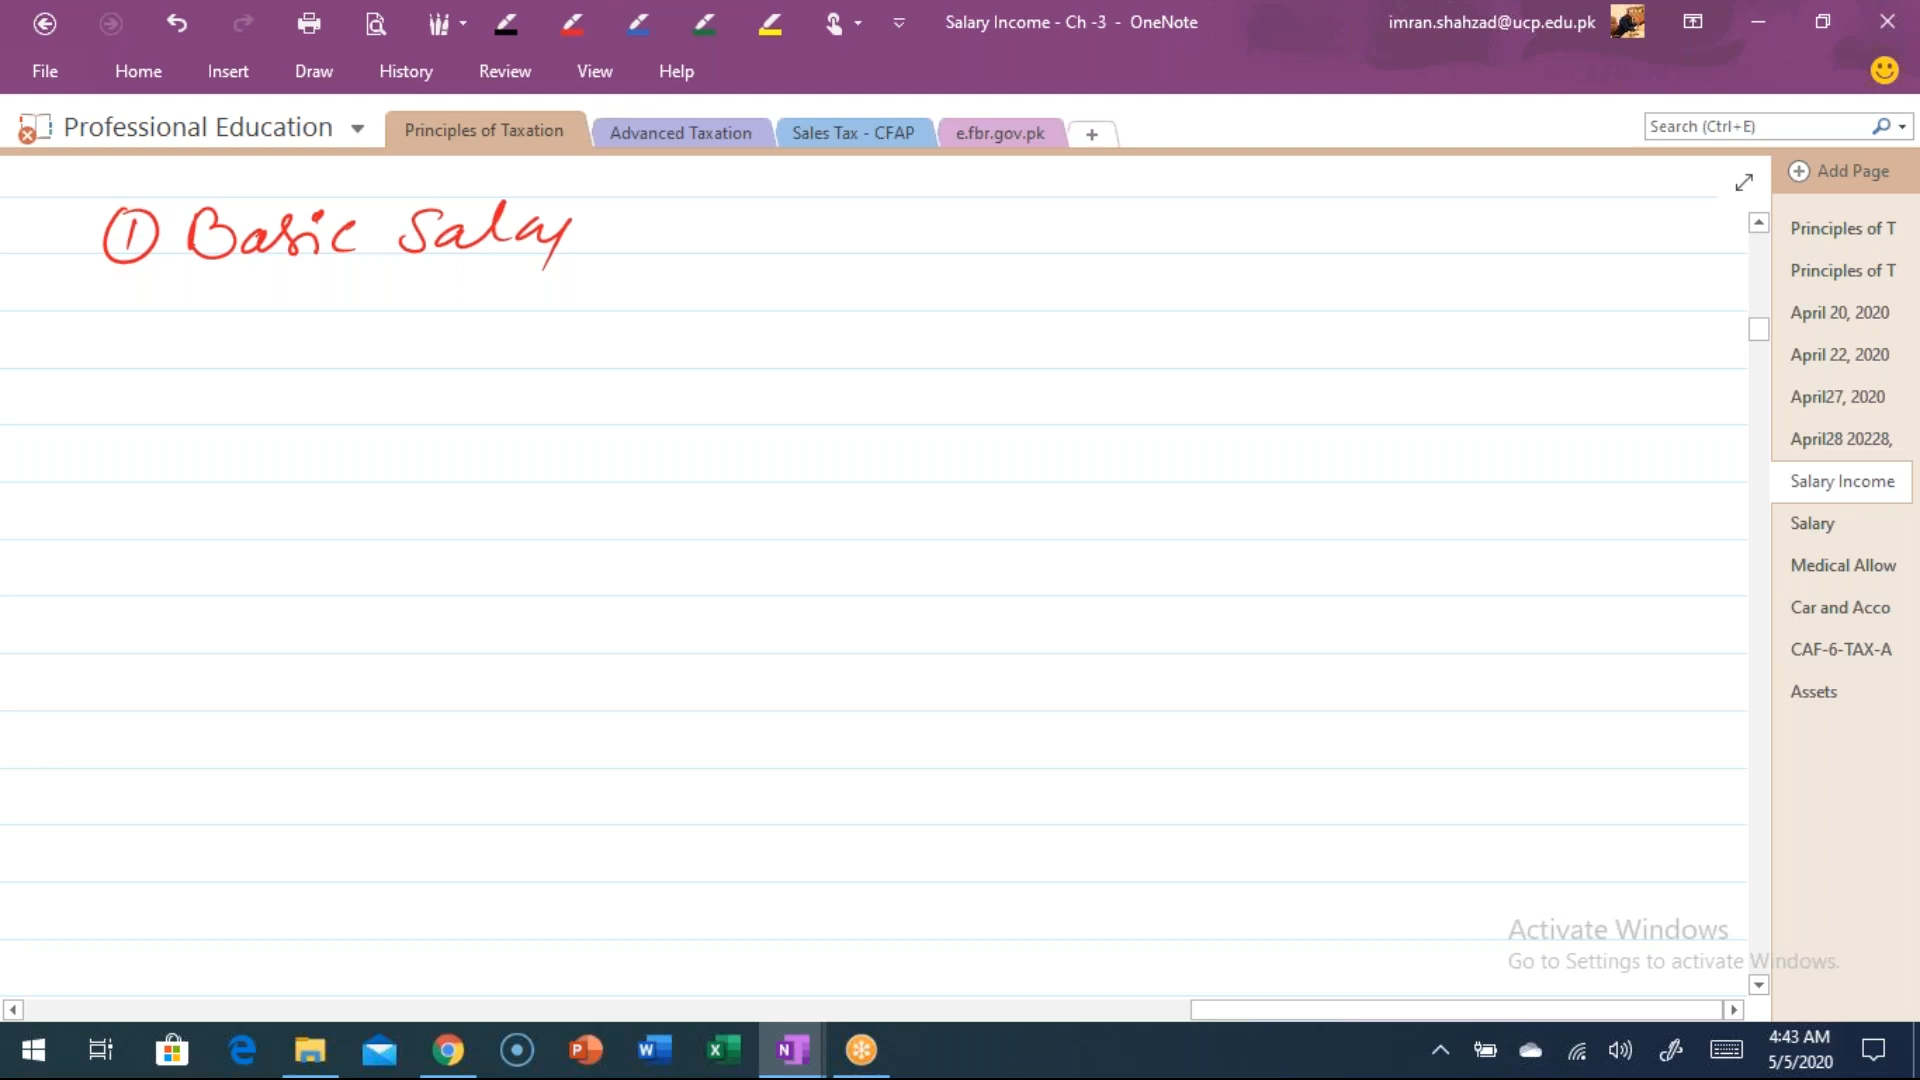 Salary Income - Ch -3 - OneNote
imran.shahzad@ucp.edu.pk
File Home Insert Draw History Review View Help
Professional Education
Principles of Taxation
Advanced Taxation
Sales Tax - CFAP
e.fbr.gov.pk
Search (Ctrl+E)
① Basic Salay
Add Page
Principles of T
Principles of T
April 20, 2020
April 22, 2020
April27, 2020
April28 20228,
Salary Income
Salary
Medical Allow
Car and Acco
CAF-6-TAX-A
Assets
Activate Windows
Go to Settings to activate Windows.
4:43 AM
5/5/2020